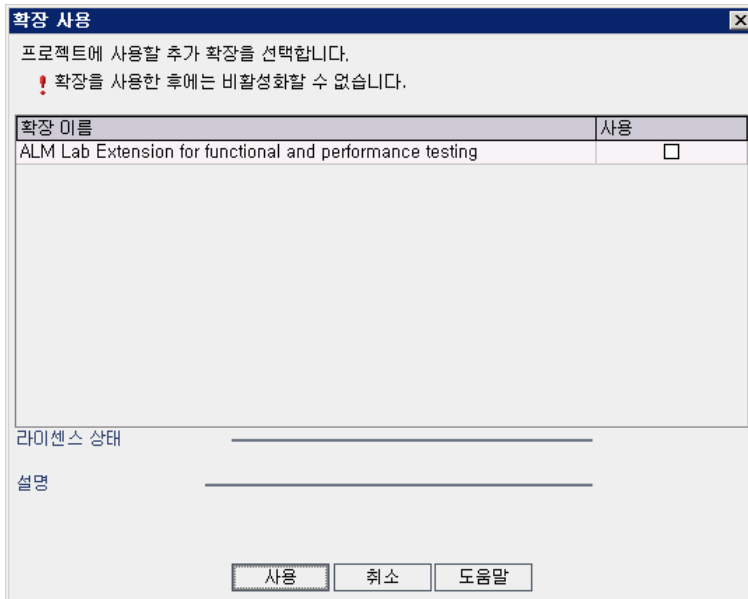 확장 사용
프로젝트에 사용할 추가 확장을 선택합니다.
확장을 사용한 후에는 비활성화할 수 없습니다.
확장 이름 사용
ALM Lab Extension for functional and performance testing
라이센스 상태
설명
사용 취소 도움말